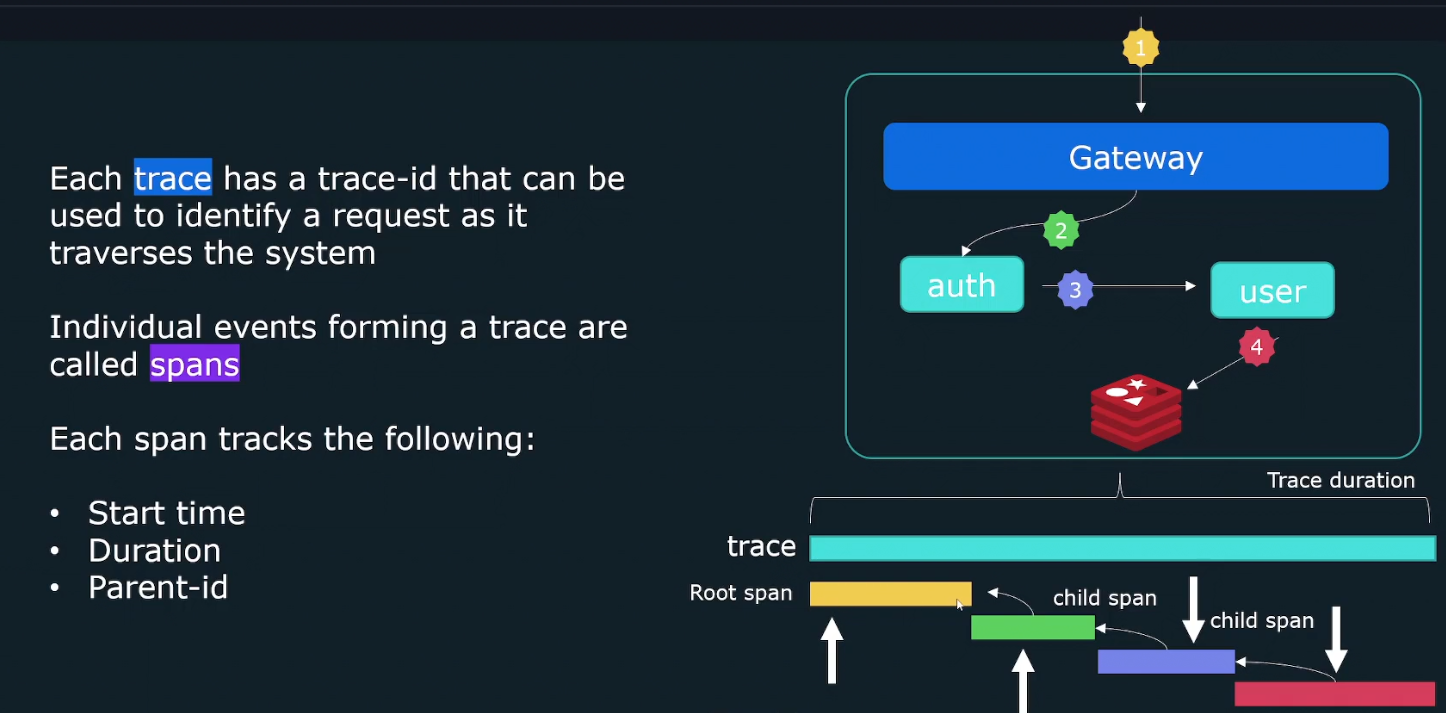 Each trace has a trace-id that can be
used to identify a request as it
traverses the system
Individual events forming a trace are
called spans
Each span tracks the following:
• Start time
• Duration
• Parent-id
1
Gateway
2
auth
3
user
4
Trace duration
trace
Root span
child span
child span